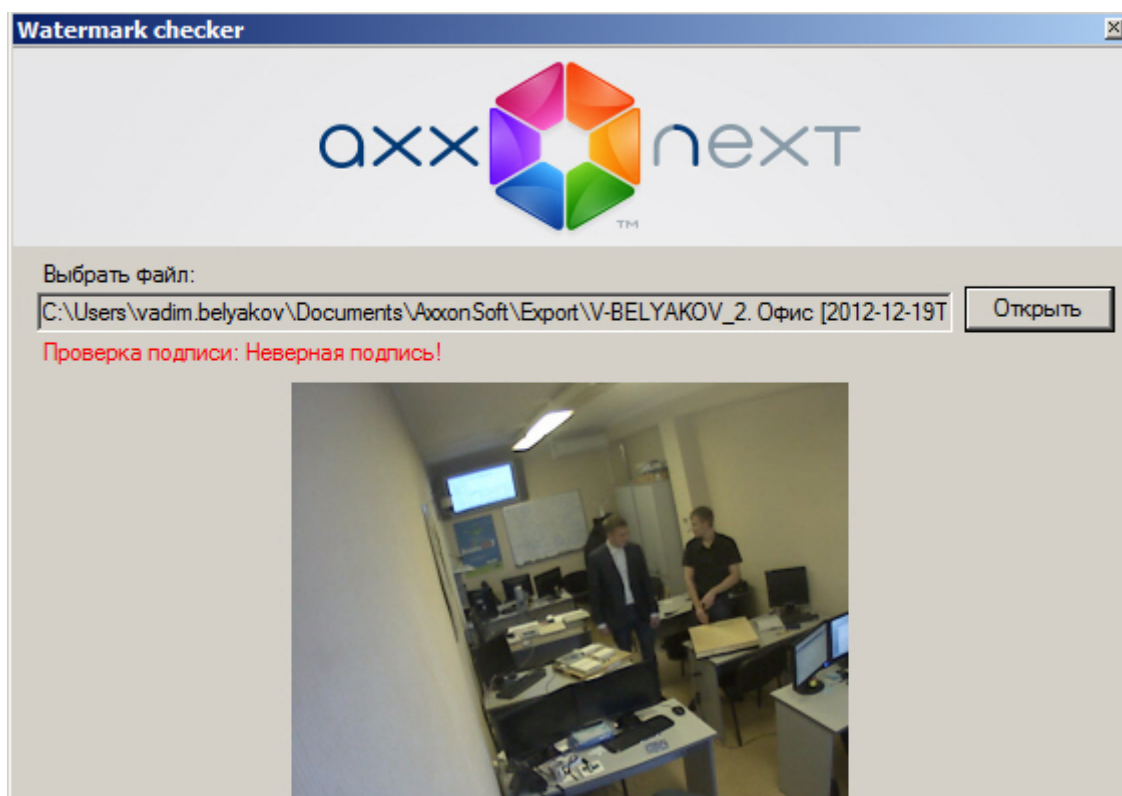 Watermark checker
axx next
TM
Выбрать файл:
C:\Users\vadim.belyakov\Documents\AxxonSoft\Export\V-BELYAKOV_2. Офис [2012-12-19T
Открыть
Проверка подписи: Неверная подпись!